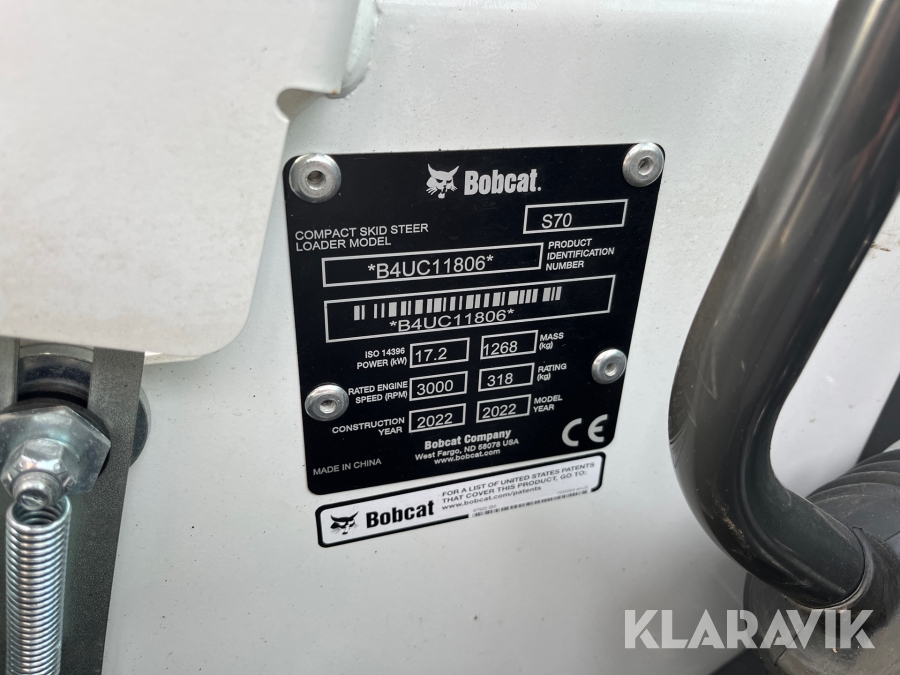 Bobcat.
COMPACT SKID STEER
LOADER MODEL
S70
*B4UC11806*
PRODUCT
IDENTIFICATION
NUMBER
*B4UC11806*
ISO 14396
POWER (kW)
17.2
1268
MASS
(kg)
RATED ENGINE
SPEED (RPM)
3000
318
RATING
(kg)
CONSTRUCTION
YEAR
2022
2022
MODEL
YEAR
Bobcat Company
West Fargo, ND 58078 USA
www.bobcat.com
MADE IN CHINA
CE
Bobcat
FOR A LIST OF UNITED STATES PATENTS
THAT COVER THIS PRODUCT, GO TO:
www.bobcat.com/patents
KLARAVIK